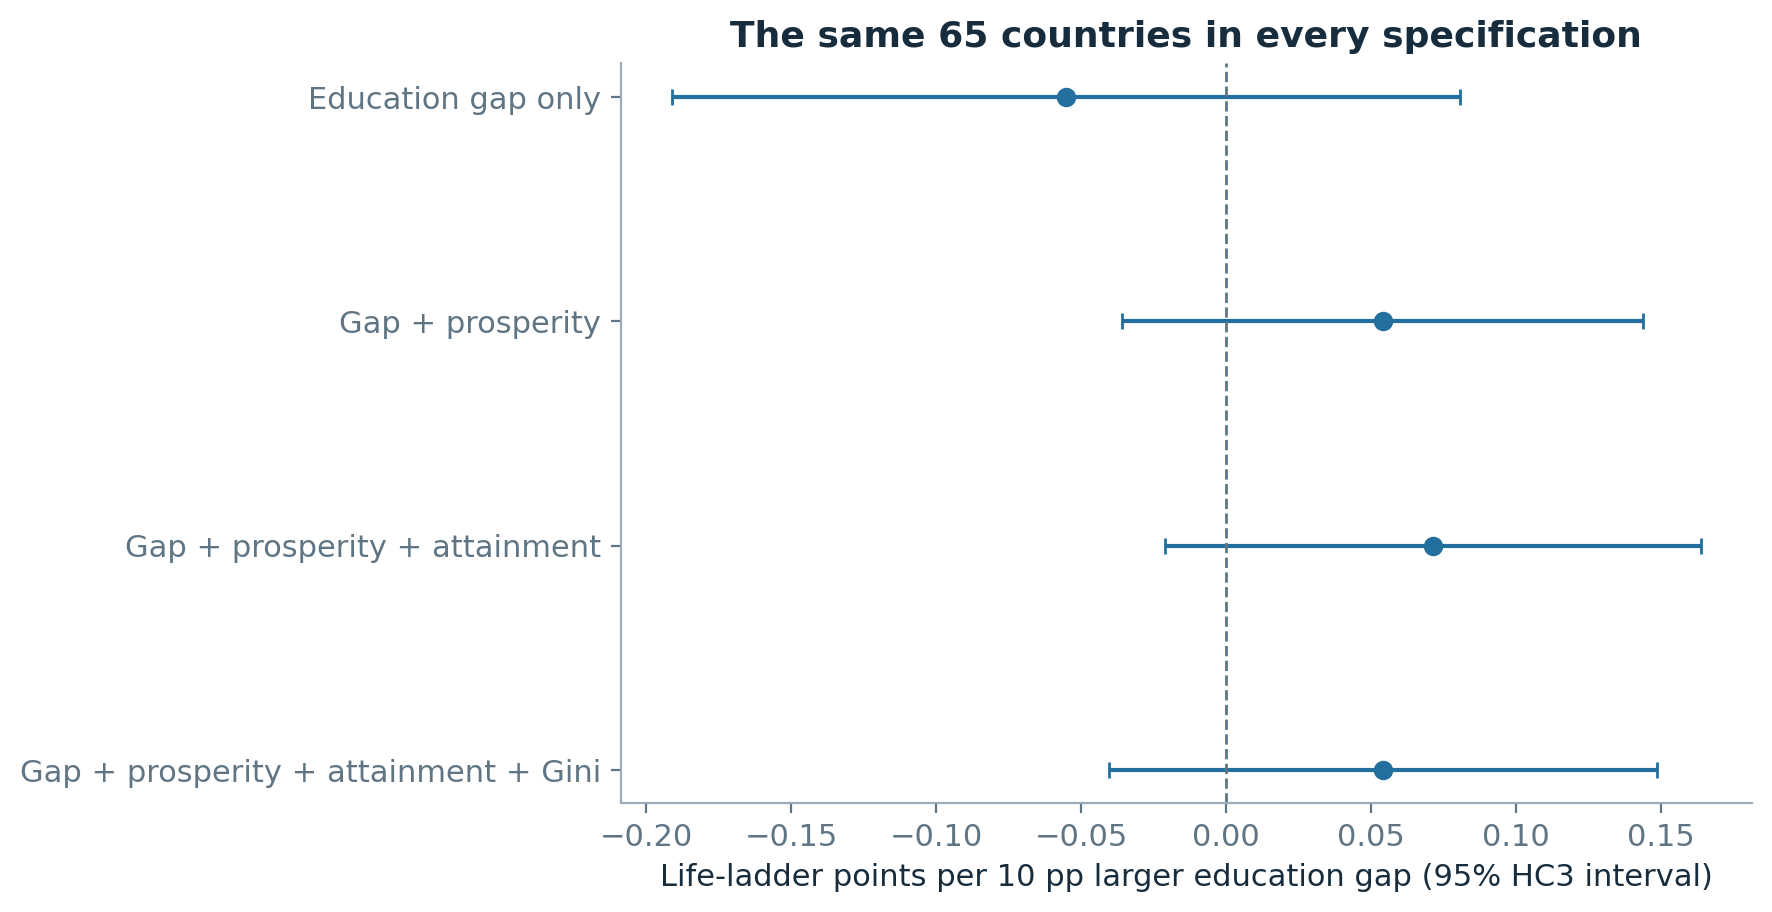 The same 65 countries in every specification
Education gap only
Gap + prosperity
Gap + prosperity + attainment
Gap + prosperity + attainment + Gini
−0.20 −0.15 −0.10 −0.05 0.00 0.05 0.10 0.15
Life-ladder points per 10 pp larger education gap (95% HC3 interval)